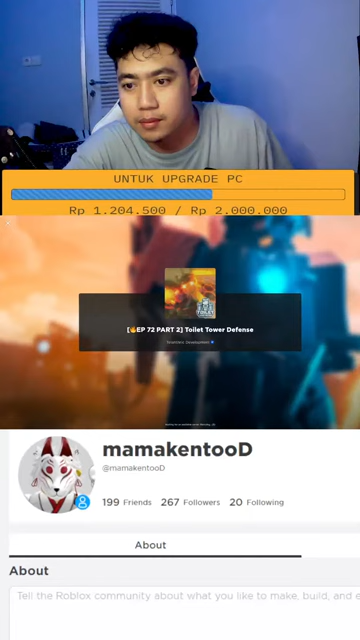 UNTUK UPGRADE PC
Rp 1.204.500 / Rp 2.000.000
[🔥EP 72 PART 2] Toilet Tower Defense
mamakentooD
@mamakentooD
199 Friends 267 Followers 20 Following
About
About
Tell the Roblox community about what you like to make, build, and e